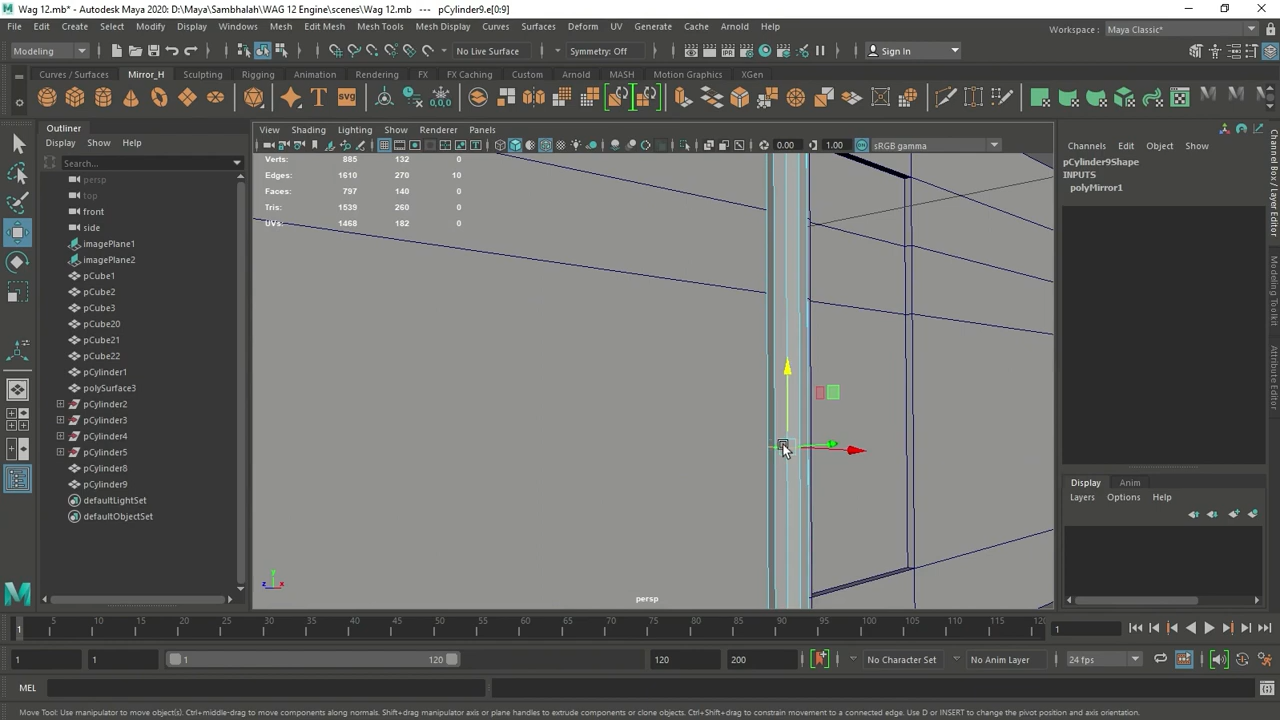 Wag 12.mb* - Autodesk Maya 2020: D:\Maya\Sambhalah\WAG 12 Engine\scenes\Wag 12.mb --- pCylinder9.e[0:9]
File Edit Create Select Modify Display Windows Mesh Edit Mesh Mesh Tools Mesh Display Curves Surfaces Deform UV Generate Cache Arnold Help
Workspace : Maya Classic*
Modeling No Live Surface Symmetry: Off Sign In
Curves / Surfaces Mirror_H Sculpting Rigging Animation Rendering FX FX Caching Custom Arnold MASH Motion Graphics XGen
Outliner
Display Show Help
Search...
persp
top
front
side
imagePlane1
imagePlane2
pCube1
pCube2
pCube3
pCube20
pCube21
pCube22
pCylinder1
polySurface3
pCylinder2
pCylinder3
pCylinder4
pCylinder5
pCylinder8
pCylinder9
defaultLightSet
defaultObjectSet
View Shading Lighting Show Renderer Panels
0.00 1.00 sRGB gamma
Verts: 885 132 0
Edges: 1610 270 10
Faces: 797 140 0
Tris: 1539 260 0
UVs: 1468 182 0
y
z x
persp
Channels Edit Object Show
pCylinder9Shape
INPUTS
polyMirror1
Display Anim
Layers Options Help
Channel Box / Layer Editor
Modeling Toolkit
Attribute Editor
1 5 10 15 20 25 30 35 40 45 50 55 60 65 70 75 80 85 90 95 100 105 110 115 120 1
1 1 1 120 120 200 No Character Set No Anim Layer 24 fps
MEL
Move Tool: Use manipulator to move object(s). Ctrl+middle-drag to move components along normals. Shift+drag manipulator axis or plane handles to extrude components or clone objects. Ctrl+Shift+drag to constrain movement to a connected edge. Use D or INSERT to change the pivot position and axis orientation.